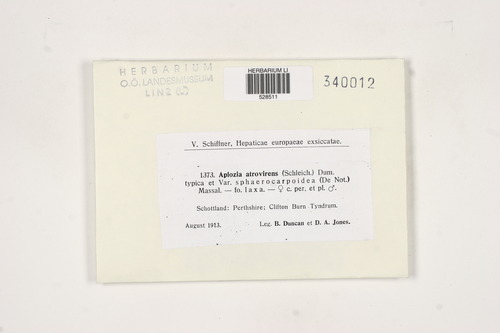 HERBARIUM
O.Ö. LANDESMUSEUM
LINZ
HERBARIUM LI
528511
340012
V. Schiffner, Hepaticae europaeae exsiccatae.
1373. Aplozia atrovirens (Schleich.) Dum.
typica et Var. sphaerocarpoidea (De Not.)
Massal. — fo. laxa. — ♀ c. per. et pl. ♂.
Schottland: Perthshire; Clifton Burn Tyndrum.
August 1913.
Leg. B. Duncan et D. A. Jones.